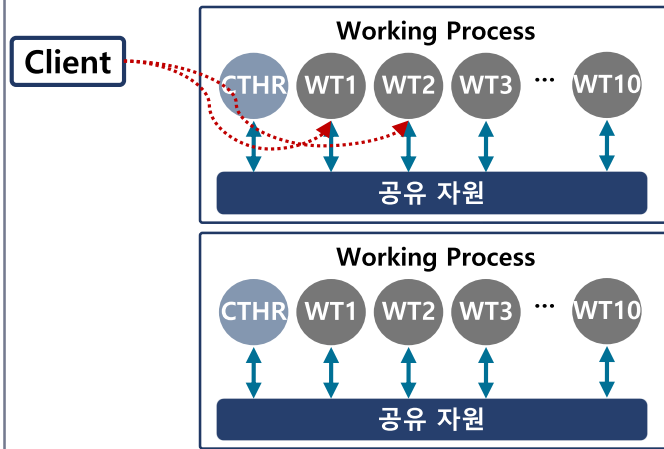 Client
Working Process
CTHR WT1 WT2 WT3 ... WT10
공유 자원
Working Process
CTHR WT1 WT2 WT3 ... WT10
공유 자원